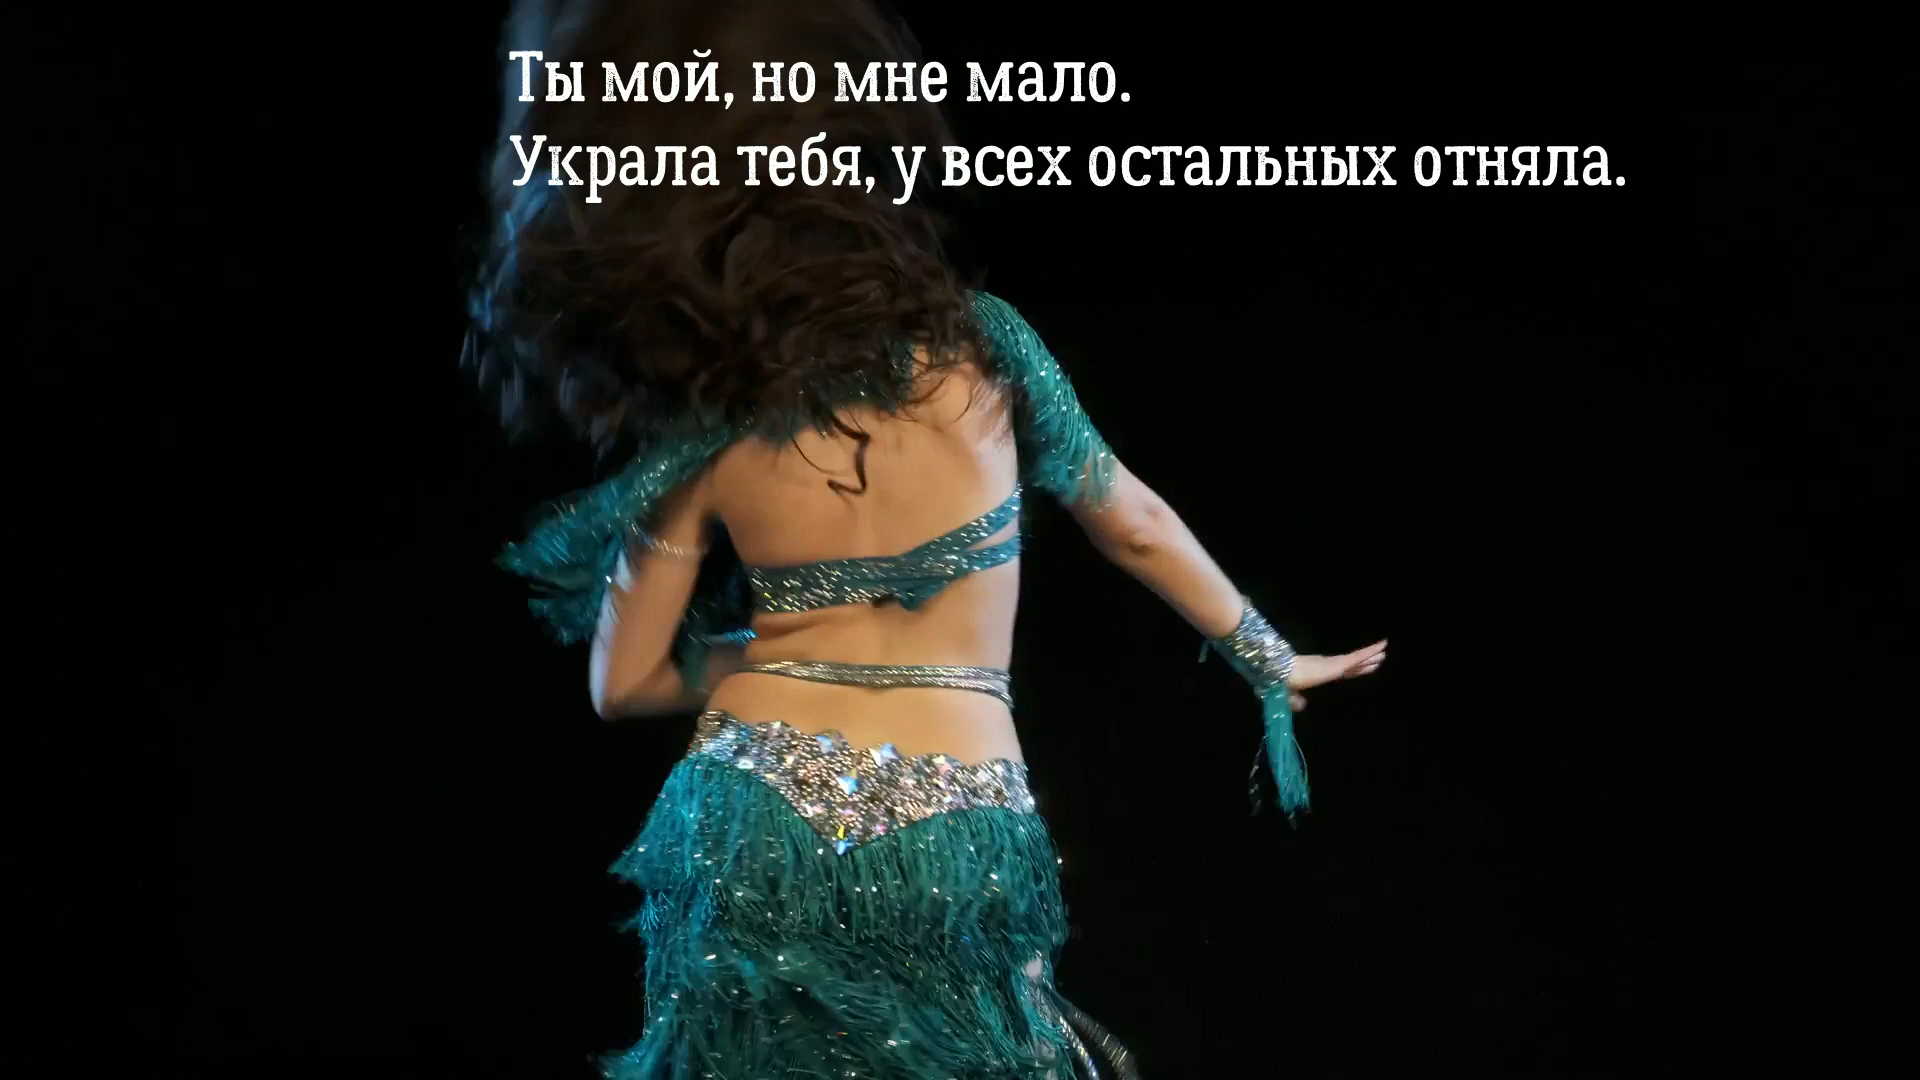 Ты мой, но мне мало.
Украла тебя, у всех остальных отняла.